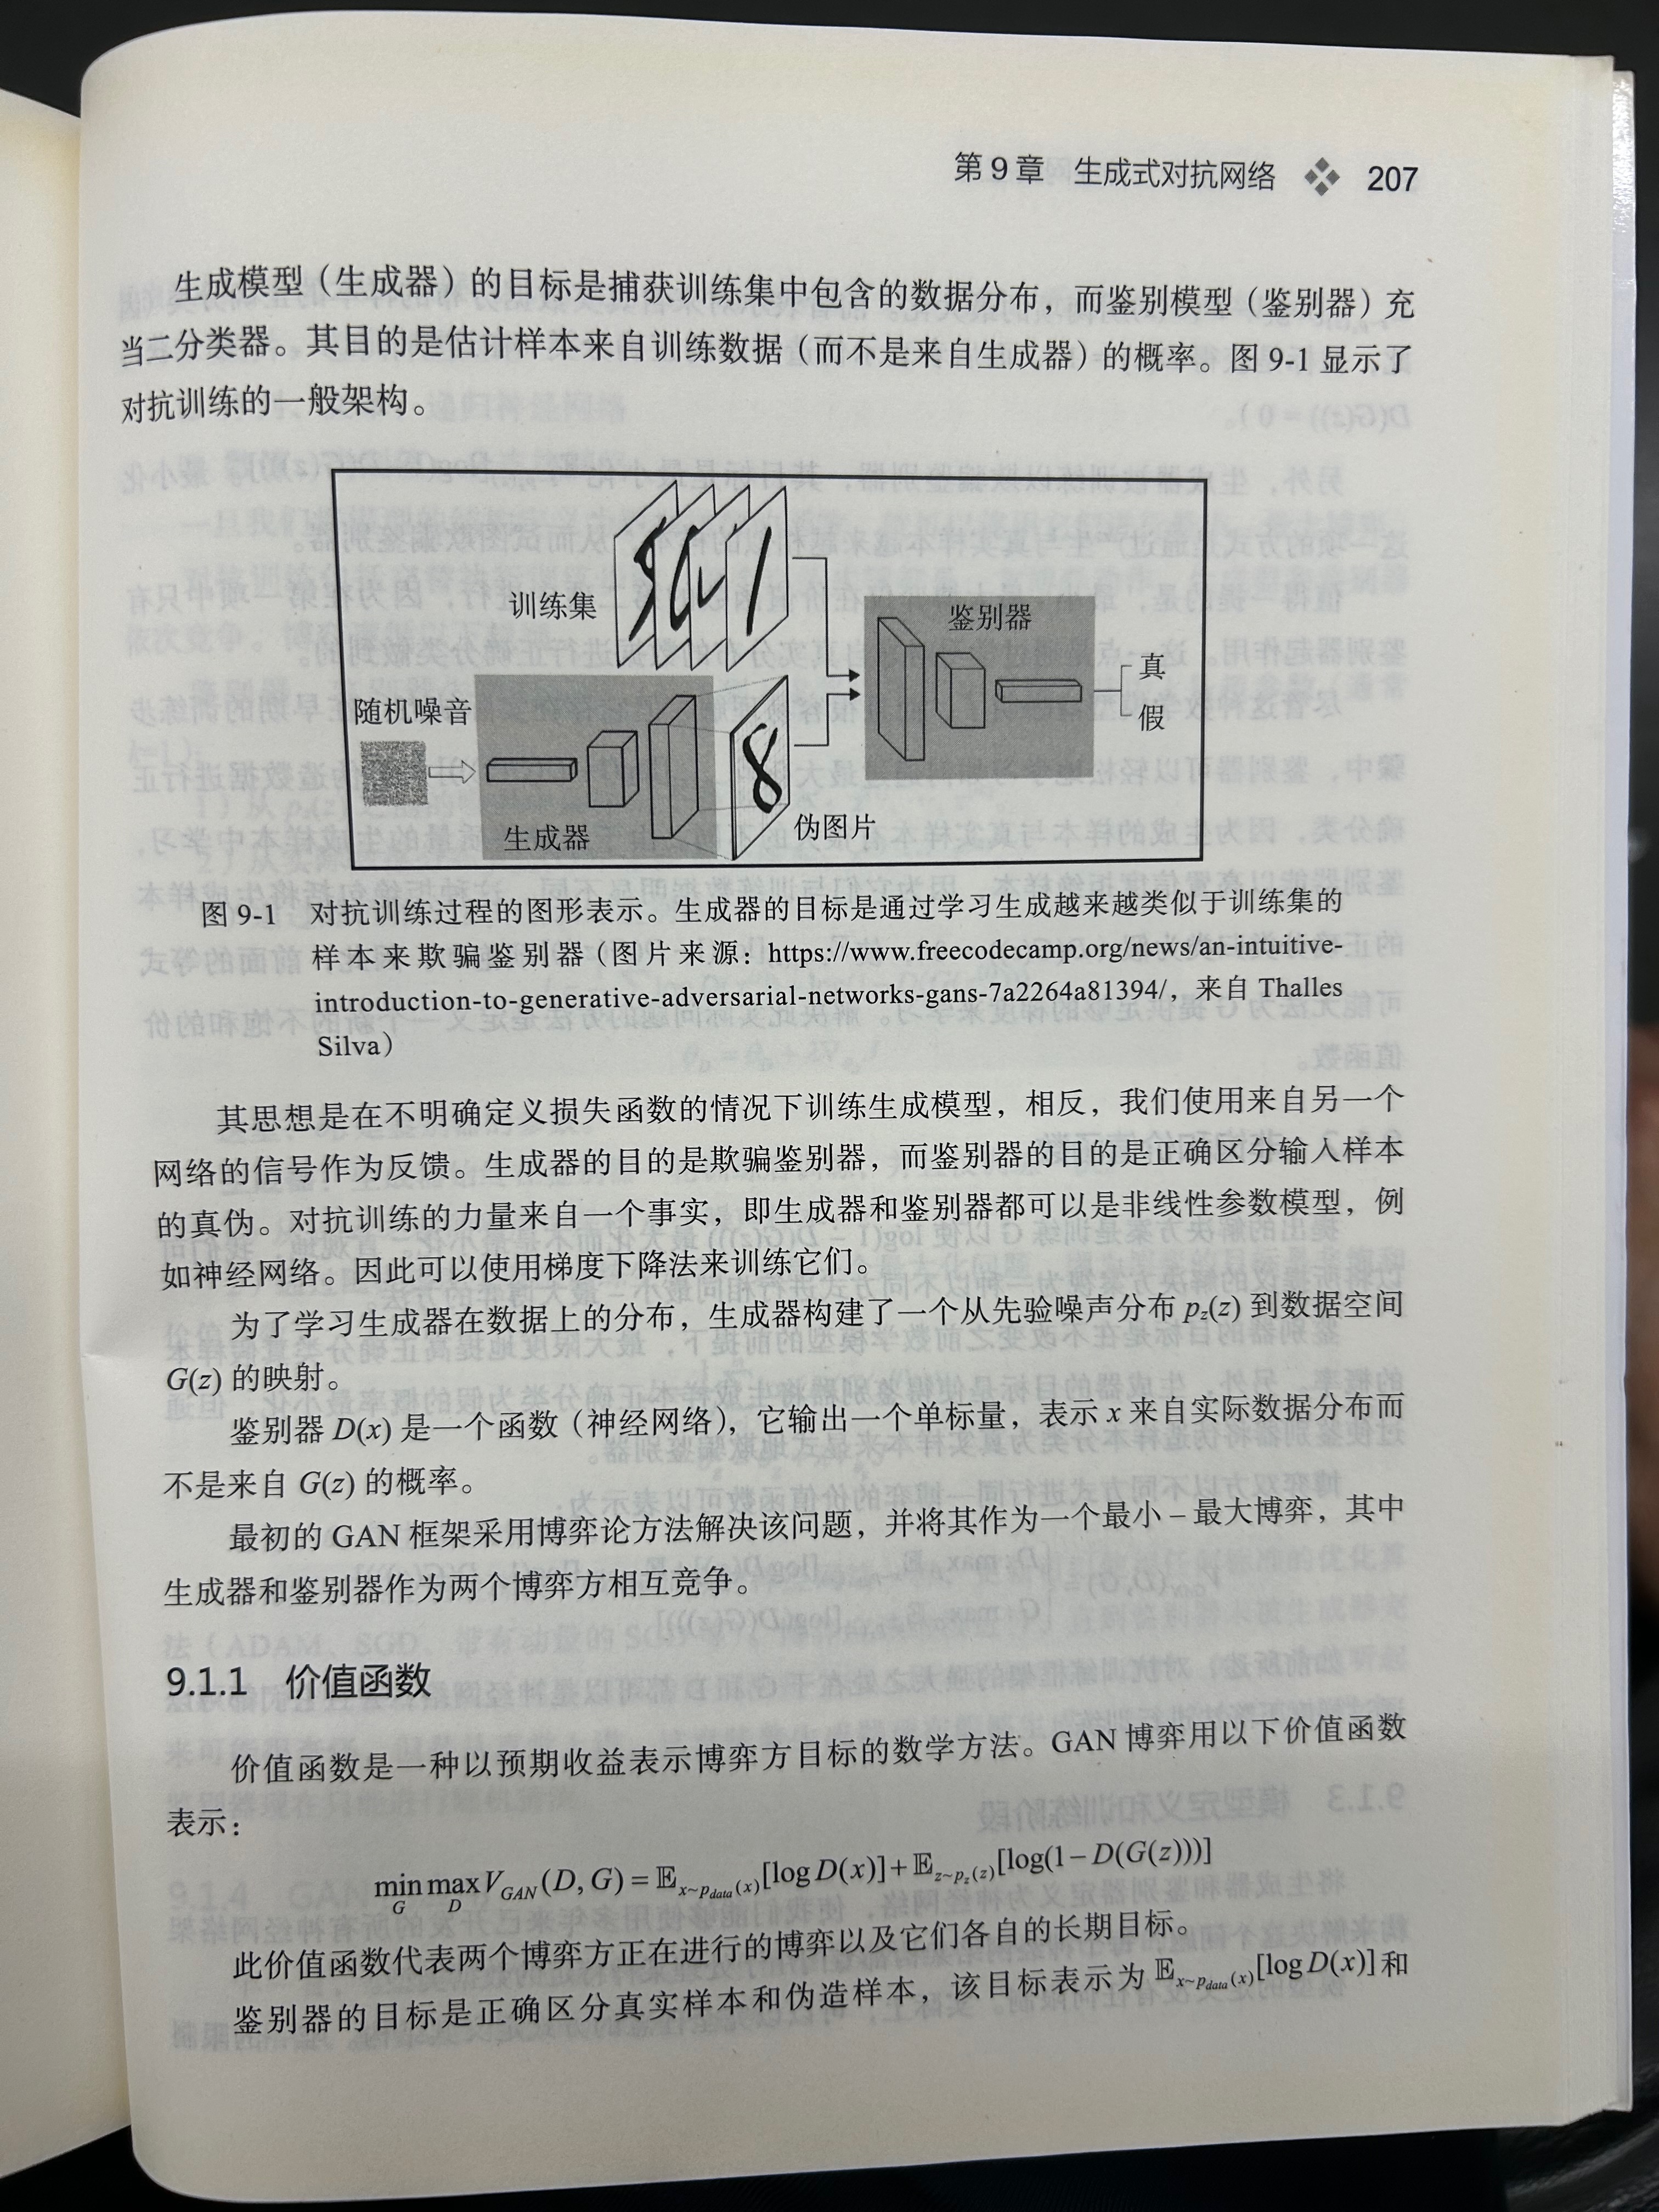 第9章 生成式对抗网络 207
生成模型（生成器）的目标是捕获训练集中包含的数据分布，而鉴别模型（鉴别器）充
当二分类器。其目的是估计样本来自训练数据（而不是来自生成器）的概率。图 9-1 显示了
对抗训练的一般架构。
训练集
鉴别器
真
假
随机噪音
8
生成器
伪图片
图 9-1 对抗训练过程的图形表示。生成器的目标是通过学习生成越来越类似于训练集的
样本来欺骗鉴别器（图片来源：https://www.freecodecamp.org/news/an-intuitive-
introduction-to-generative-adversarial-networks-gans-7a2264a81394/，来自 Thalles
Silva）
其思想是在不明确定义损失函数的情况下训练生成模型，相反，我们使用来自另一个
网络的信号作为反馈。生成器的目的是欺骗鉴别器，而鉴别器的目的是正确区分输入样本
的真伪。对抗训练的力量来自一个事实，即生成器和鉴别器都可以是非线性参数模型，例
如神经网络。因此可以使用梯度下降法来训练它们。
为了学习生成器在数据上的分布，生成器构建了一个从先验噪声分布 p_z(z) 到数据空间
G(z) 的映射。
鉴别器 D(x) 是一个函数（神经网络），它输出一个单标量，表示 x 来自实际数据分布而
不是来自 G(z) 的概率。
最初的 GAN 框架采用博弈论方法解决该问题，并将其作为一个最小 – 最大博弈，其中
生成器和鉴别器作为两个博弈方相互竞争。
9.1.1 价值函数
价值函数是一种以预期收益表示博弈方目标的数学方法。GAN 博弈用以下价值函数
表示：
min_G max_D V_GAN(D, G) = 𝔼_{x~p_data(x)}[log D(x)] + 𝔼_{z~p_z(z)}[log(1 − D(G(z)))]
此价值函数代表两个博弈方正在进行的博弈以及它们各自的长期目标。
鉴别器的目标是正确区分真实样本和伪造样本，该目标表示为 𝔼_{x~p_data(x)}[log D(x)] 和